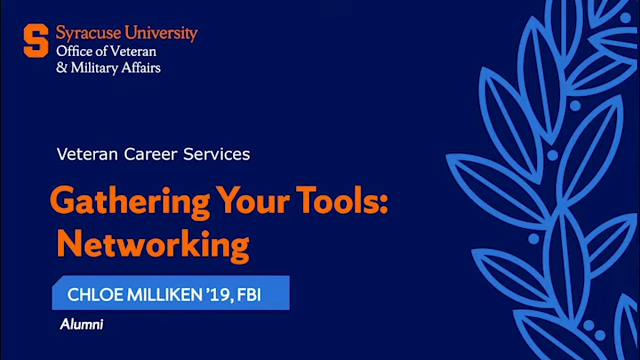 S Syracuse University
Office of Veteran
& Military Affairs
Veteran Career Services
Gathering Your Tools:
Networking
CHLOE MILLIKEN ’19, FBI
Alumni